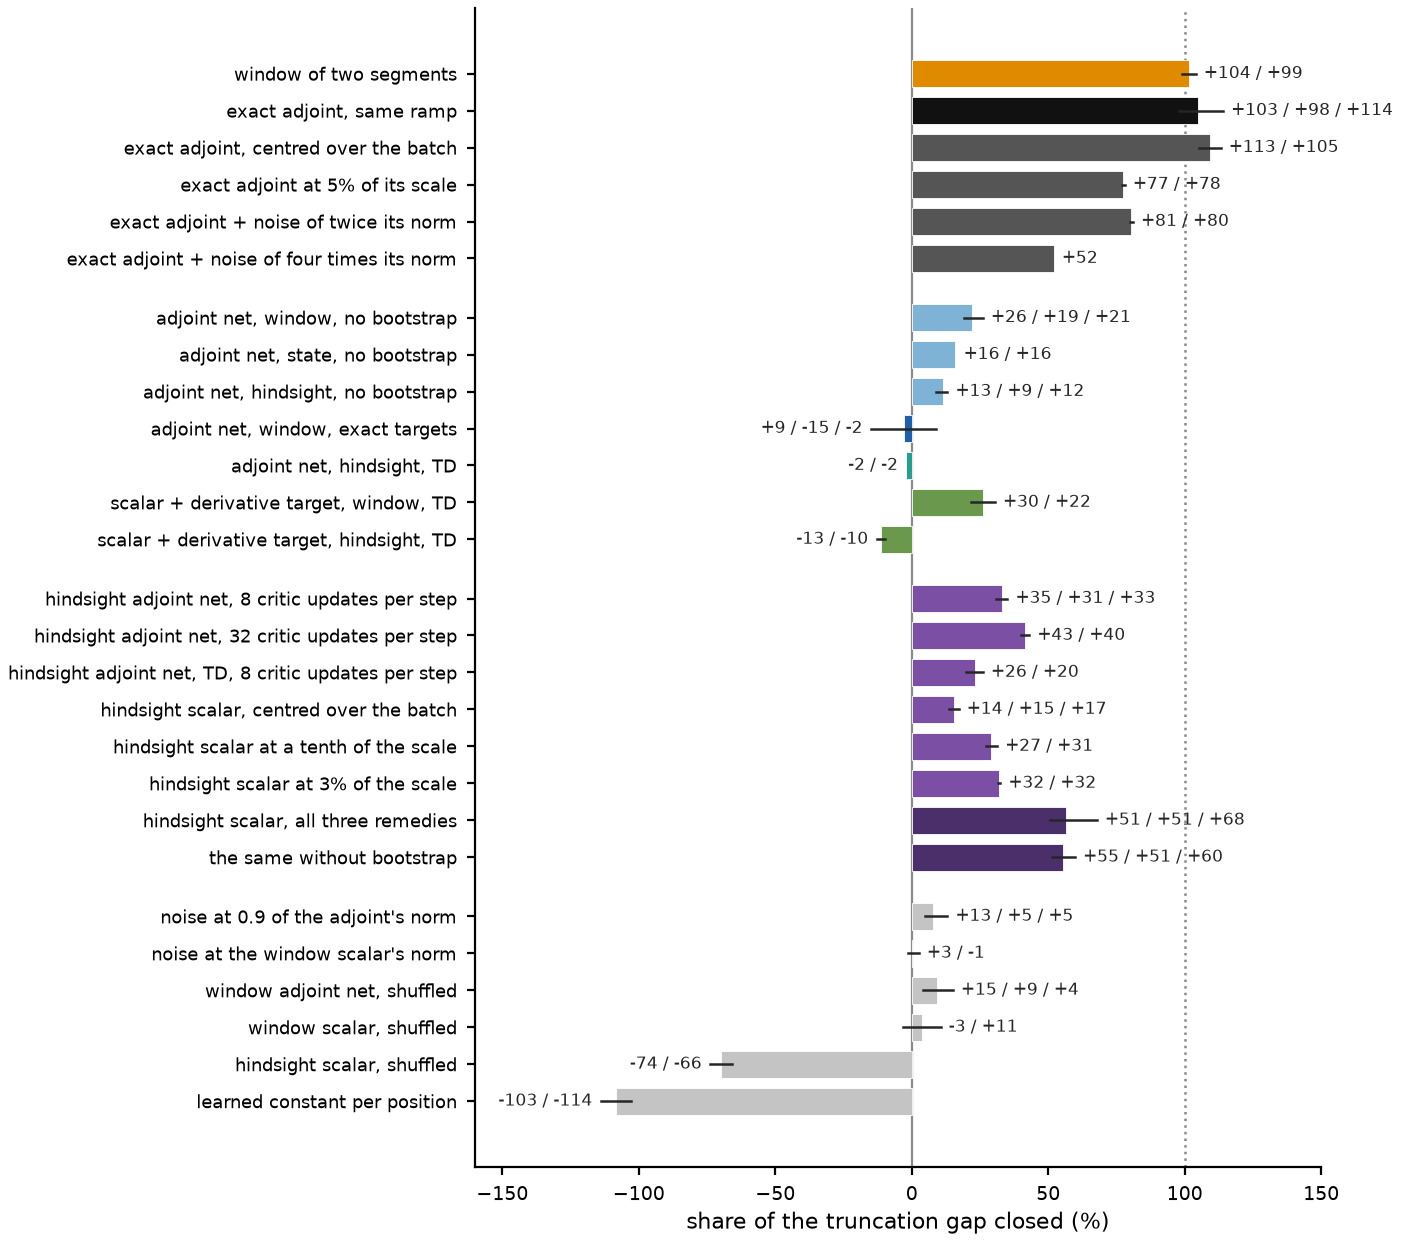 window of two segments +104 / +99
exact adjoint, same ramp +103 / +98 / +114
exact adjoint, centred over the batch +113 / +105
exact adjoint at 5% of its scale +77 / +78
exact adjoint + noise of twice its norm +81 / +80
exact adjoint + noise of four times its norm +52
adjoint net, window, no bootstrap +26 / +19 / +21
adjoint net, state, no bootstrap +16 / +16
adjoint net, hindsight, no bootstrap +13 / +9 / +12
adjoint net, window, exact targets +9 / -15 / -2
adjoint net, hindsight, TD -2 / -2
scalar + derivative target, window, TD +30 / +22
scalar + derivative target, hindsight, TD -13 / -10
hindsight adjoint net, 8 critic updates per step +35 / +31 / +33
hindsight adjoint net, 32 critic updates per step +43 / +40
hindsight adjoint net, TD, 8 critic updates per step +26 / +20
hindsight scalar, centred over the batch +14 / +15 / +17
hindsight scalar at a tenth of the scale +27 / +31
hindsight scalar at 3% of the scale +32 / +32
hindsight scalar, all three remedies +51 / +51 / +68
the same without bootstrap +55 / +51 / +60
noise at 0.9 of the adjoint's norm +13 / +5 / +5
noise at the window scalar's norm +3 / -1
window adjoint net, shuffled +15 / +9 / +4
window scalar, shuffled -3 / +11
hindsight scalar, shuffled -74 / -66
learned constant per position -103 / -114
−150 −100 −50 0 50 100 150
share of the truncation gap closed (%)